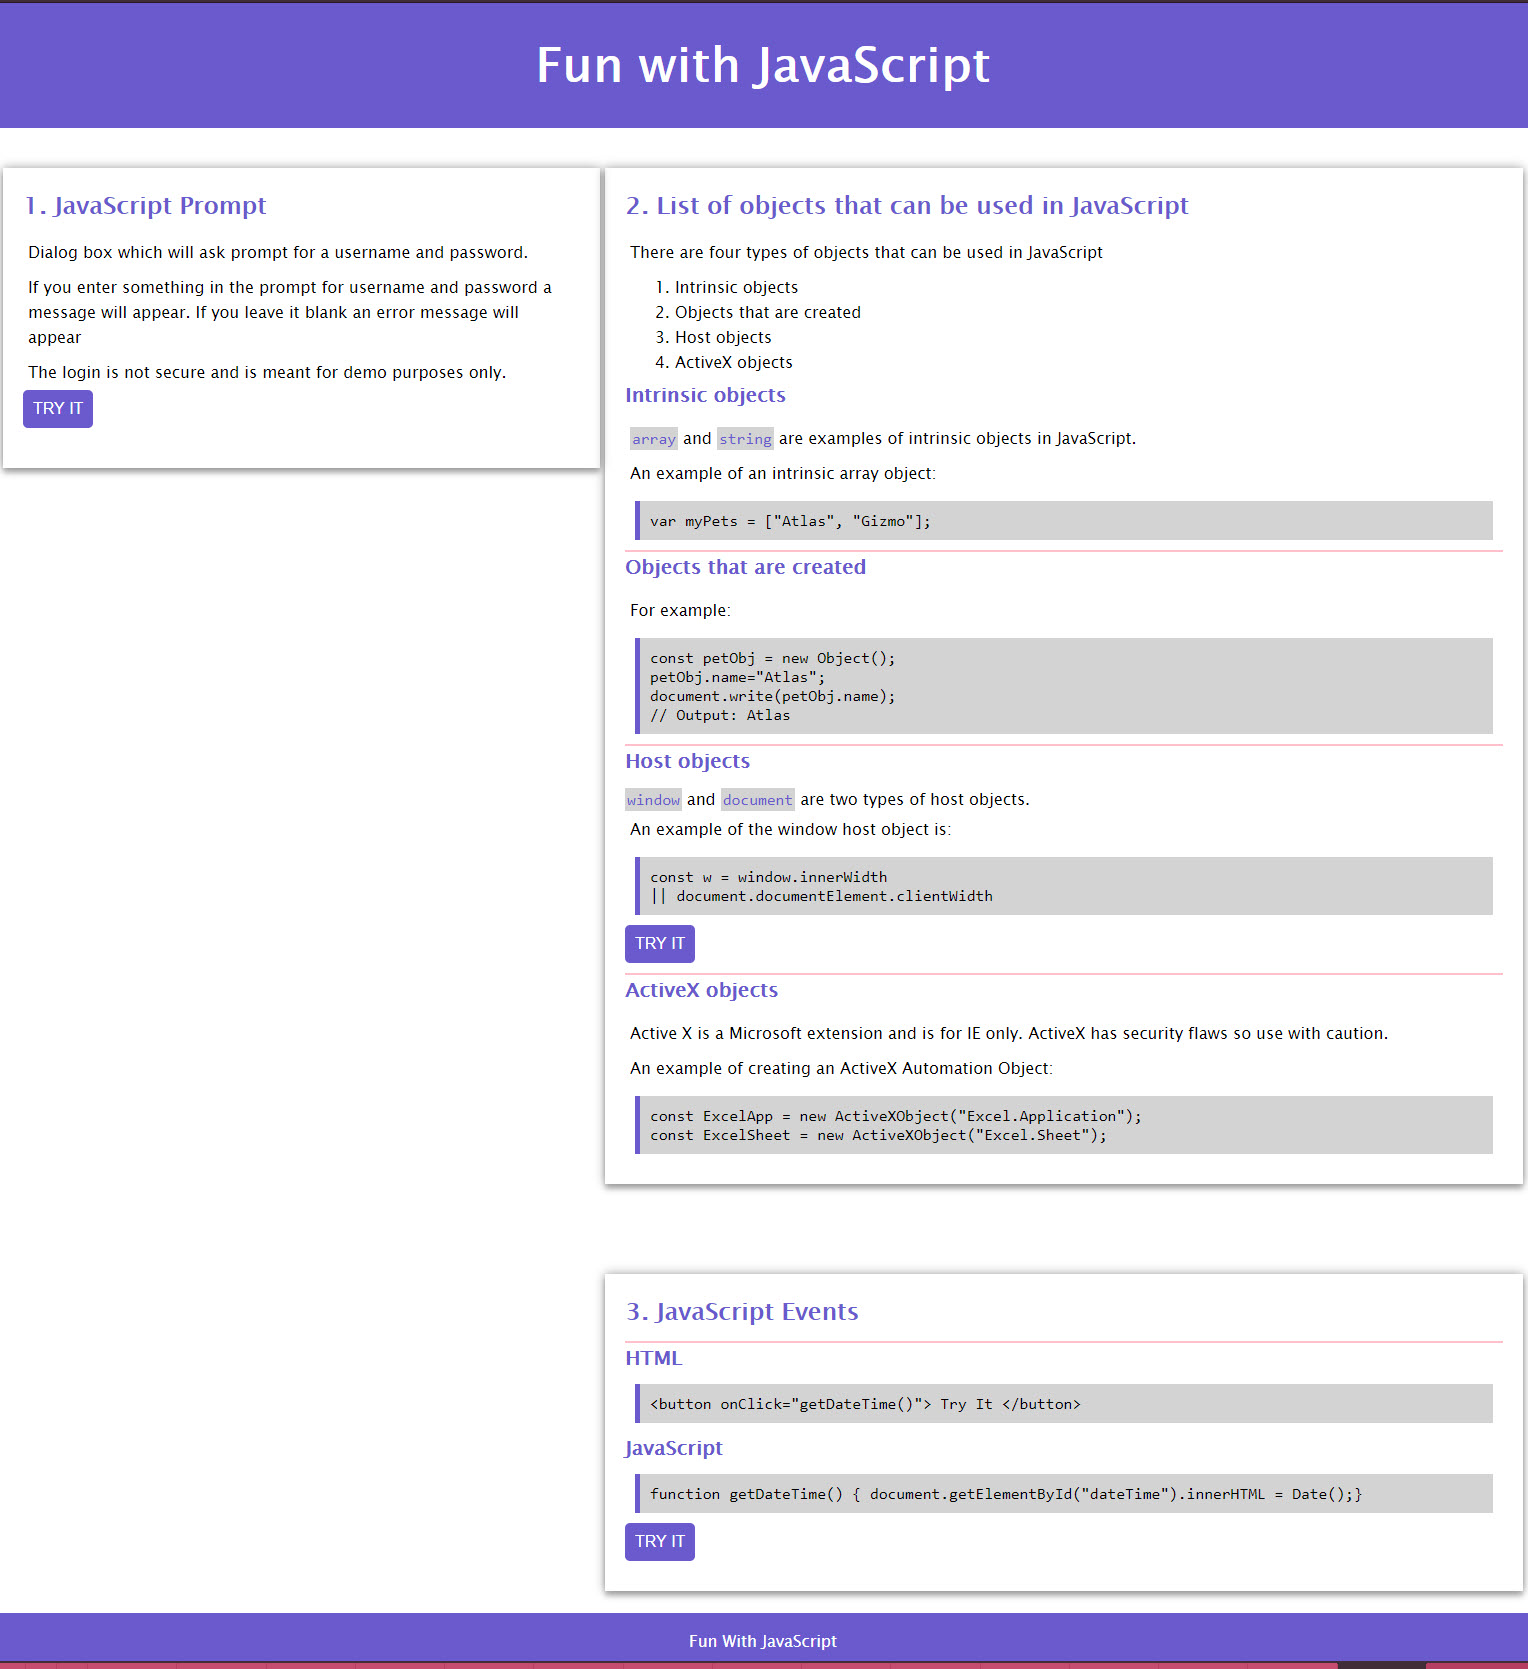 Fun with JavaScript
1. JavaScript Prompt
Dialog box which will ask prompt for a username and password.
If you enter something in the prompt for username and password a
message will appear. If you leave it blank an error message will
appear
The login is not secure and is meant for demo purposes only.
TRY IT
2. List of objects that can be used in JavaScript
There are four types of objects that can be used in JavaScript
1. Intrinsic objects
2. Objects that are created
3. Host objects
4. ActiveX objects
Intrinsic objects
array and string are examples of intrinsic objects in JavaScript.
An example of an intrinsic array object:
var myPets = ["Atlas", "Gizmo"];
Objects that are created
For example:
const petObj = new Object();
petObj.name="Atlas";
document.write(petObj.name);
// Output: Atlas
Host objects
window and document are two types of host objects.
An example of the window host object is:
const w = window.innerWidth
|| document.documentElement.clientWidth
TRY IT
ActiveX objects
Active X is a Microsoft extension and is for IE only. ActiveX has security flaws so use with caution.
An example of creating an ActiveX Automation Object:
const ExcelApp = new ActiveXObject("Excel.Application");
const ExcelSheet = new ActiveXObject("Excel.Sheet");
3. JavaScript Events
HTML
<button onClick="getDateTime()"> Try It </button>
JavaScript
function getDateTime() { document.getElementById("dateTime").innerHTML = Date();}
TRY IT
Fun With JavaScript